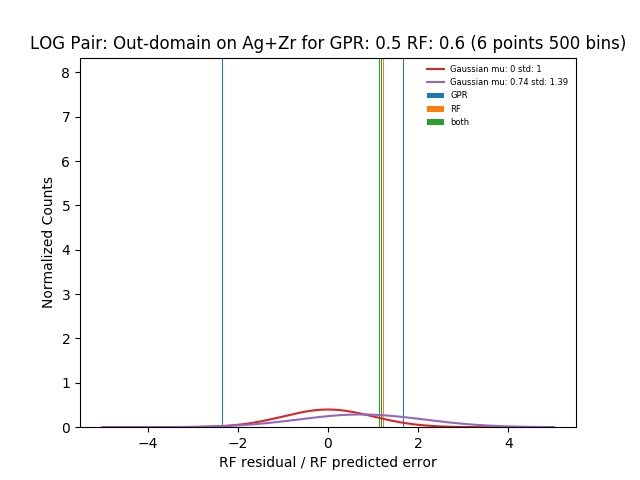 LOG Pair: Out-domain on Ag+Zr for GPR: 0.5 RF: 0.6 (6 points 500 bins)
Normalized Counts
8
7
6
5
4
3
2
1
0
Gaussian mu: 0 std: 1
Gaussian mu: 0.74 std: 1.39
GPR
RF
both
−4 −2 0 2 4
RF residual / RF predicted error